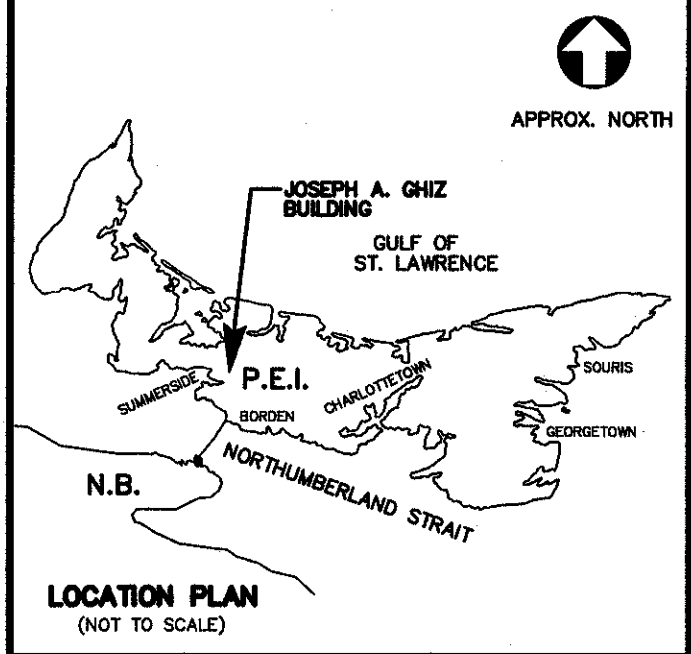 APPROX. NORTH
JOSEPH A. GHIZ
BUILDING
GULF OF
ST. LAWRENCE
SUMMERSIDE
P.E.I.
CHARLOTTETOWN
SOURIS
BORDEN
GEORGETOWN
N.B.
NORTHUMBERLAND STRAIT
LOCATION PLAN
(NOT TO SCALE)